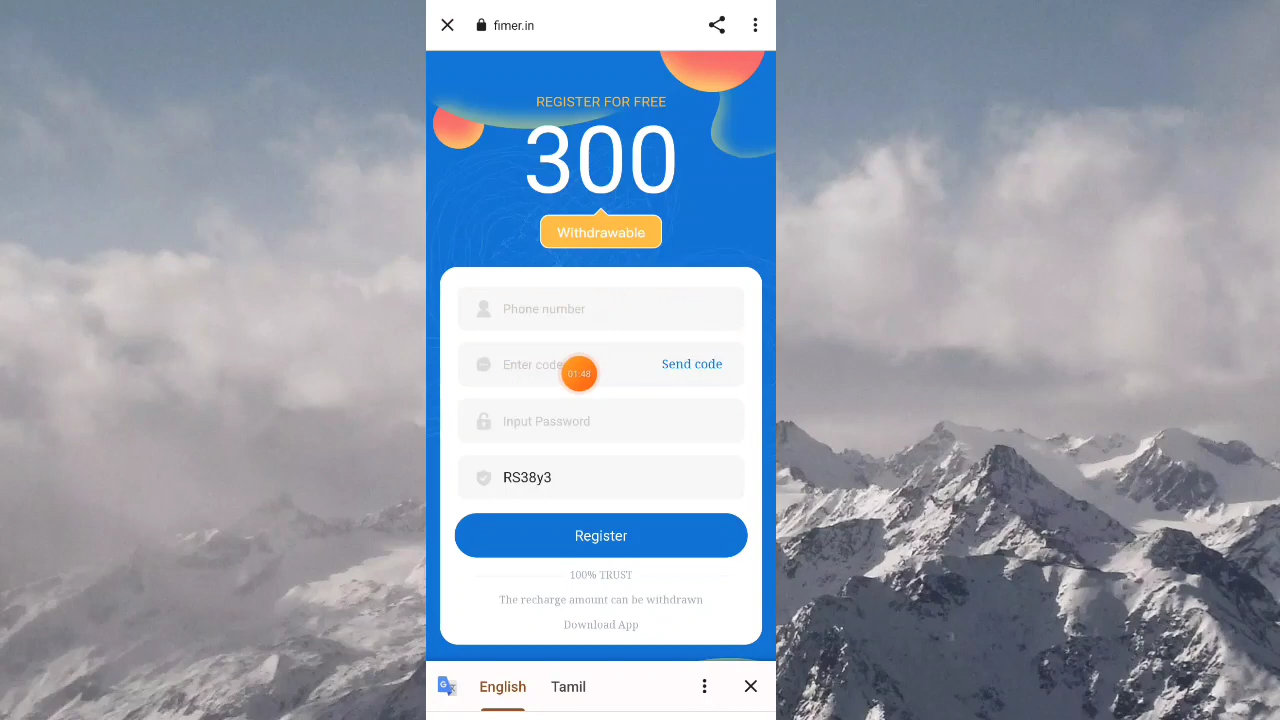 fimer.in
REGISTER FOR FREE
300
Withdrawable
Phone number
Enter code
Send code
01:48
Input Password
RS38y3
Register
100% TRUST
The recharge amount can be withdrawn
Download App
English Tamil